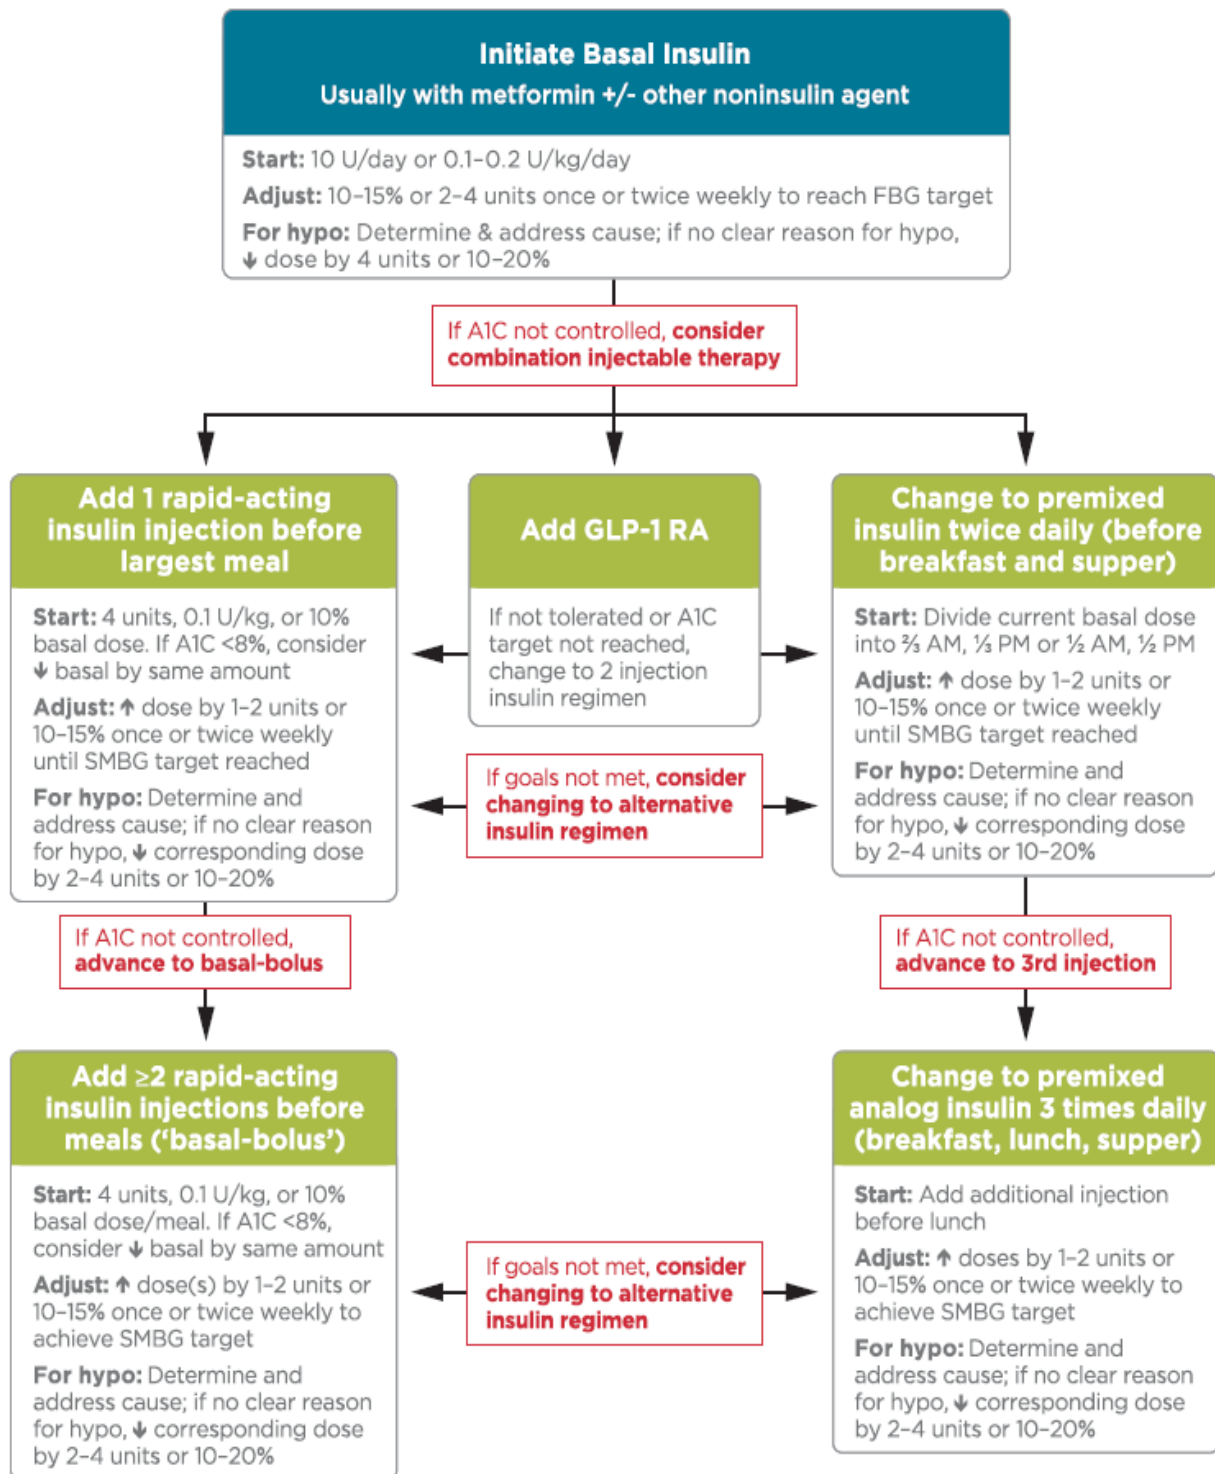 Initiate Basal Insulin
Usually with metformin +/- other noninsulin agent
Start: 10 U/day or 0.1–0.2 U/kg/day
Adjust: 10–15% or 2–4 units once or twice weekly to reach FBG target
For hypo: Determine & address cause; if no clear reason for hypo,
↓ dose by 4 units or 10–20%
If A1C not controlled, consider
combination injectable therapy
Add 1 rapid-acting
insulin injection before
largest meal
Start: 4 units, 0.1 U/kg, or 10%
basal dose. If A1C <8%, consider
↓ basal by same amount
Adjust: ↑ dose by 1–2 units or
10–15% once or twice weekly
until SMBG target reached
For hypo: Determine and
address cause; if no clear reason
for hypo, ↓ corresponding dose
by 2–4 units or 10–20%
Add GLP-1 RA
If not tolerated or A1C
target not reached,
change to 2 injection
insulin regimen
Change to premixed
insulin twice daily (before
breakfast and supper)
Start: Divide current basal dose
into ⅔ AM, ⅓ PM or ½ AM, ½ PM
Adjust: ↑ dose by 1–2 units or
10–15% once or twice weekly
until SMBG target reached
For hypo: Determine and
address cause; if no clear reason
for hypo, ↓ corresponding dose
by 2–4 units or 10–20%
If goals not met, consider
changing to alternative
insulin regimen
If A1C not controlled,
advance to basal-bolus
If A1C not controlled,
advance to 3rd injection
Add ≥2 rapid-acting
insulin injections before
meals (‘basal-bolus’)
Start: 4 units, 0.1 U/kg, or 10%
basal dose/meal. If A1C <8%,
consider ↓ basal by same amount
Adjust: ↑ dose(s) by 1–2 units or
10–15% once or twice weekly to
achieve SMBG target
For hypo: Determine and
address cause; if no clear reason
for hypo, ↓ corresponding dose
by 2–4 units or 10–20%
If goals not met, consider
changing to alternative
insulin regimen
Change to premixed
analog insulin 3 times daily
(breakfast, lunch, supper)
Start: Add additional injection
before lunch
Adjust: ↑ doses by 1–2 units or
10–15% once or twice weekly to
achieve SMBG target
For hypo: Determine and
address cause; if no clear reason
for hypo, ↓ corresponding dose
by 2–4 units or 10–20%